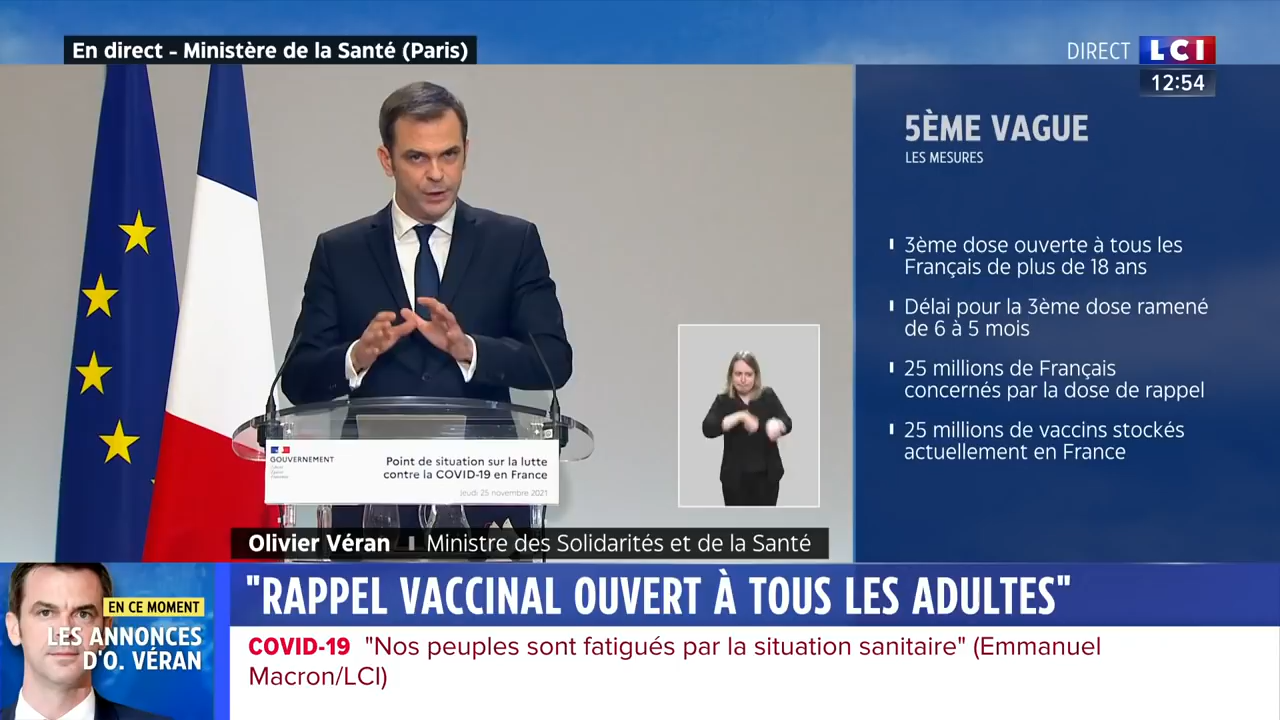 En direct - Ministère de la Santé (Paris)
DIRECT LCI
12:54
5ÈME VAGUE
LES MESURES
3ème dose ouverte à tous les
Français de plus de 18 ans
Délai pour la 3ème dose ramené
de 6 à 5 mois
25 millions de Français
concernés par la dose de rappel
25 millions de vaccins stockés
actuellement en France
GOUVERNEMENT
Point de situation sur la lutte
contre la COVID-19 en France
Jeudi 25 novembre 2021
Olivier Véran Ministre des Solidarités et de la Santé
EN CE MOMENT
LES ANNONCES
D'O. VÉRAN
"RAPPEL VACCINAL OUVERT À TOUS LES ADULTES"
COVID-19 "Nos peuples sont fatigués par la situation sanitaire" (Emmanuel
Macron/LCI)